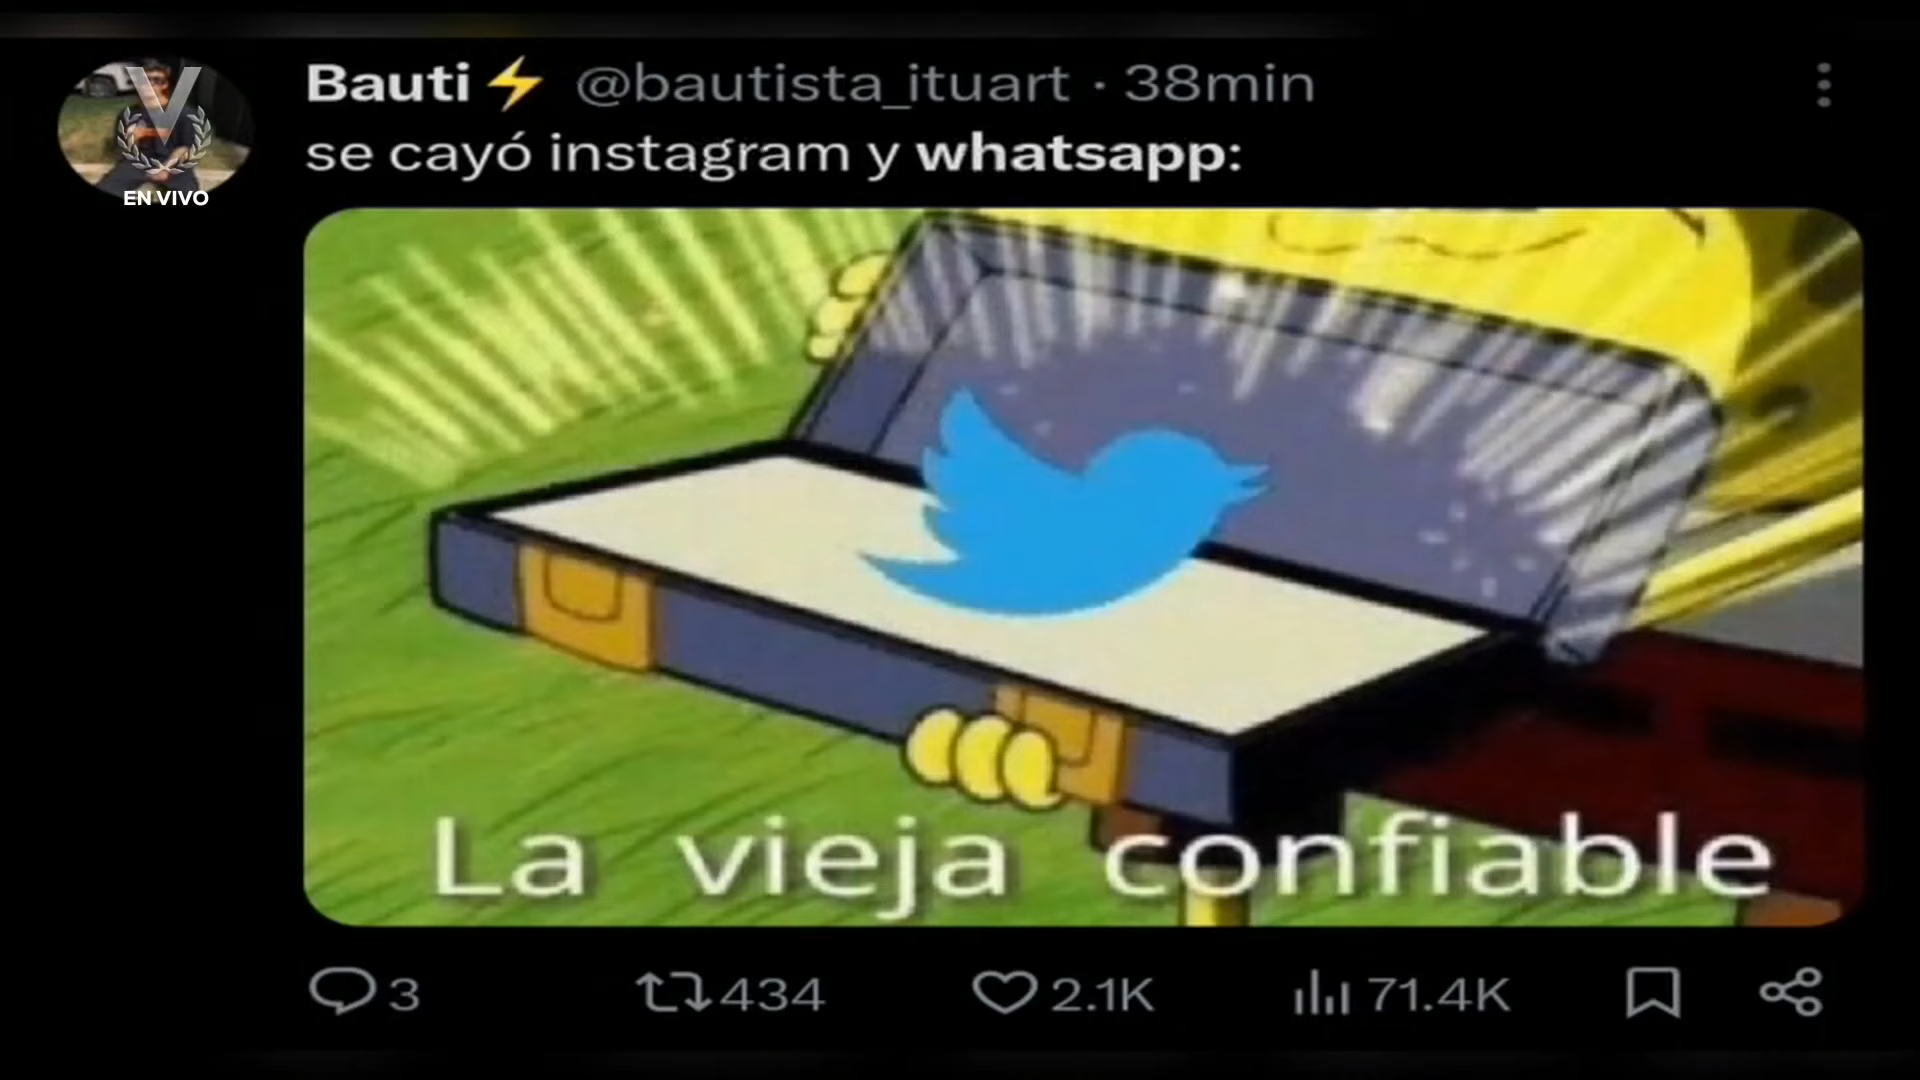 Bauti⚡ @bautista_ituart · 38min
se cayó instagram y whatsapp:
V
EN VIVO
La vieja confiable
3 434 2.1K 71.4K